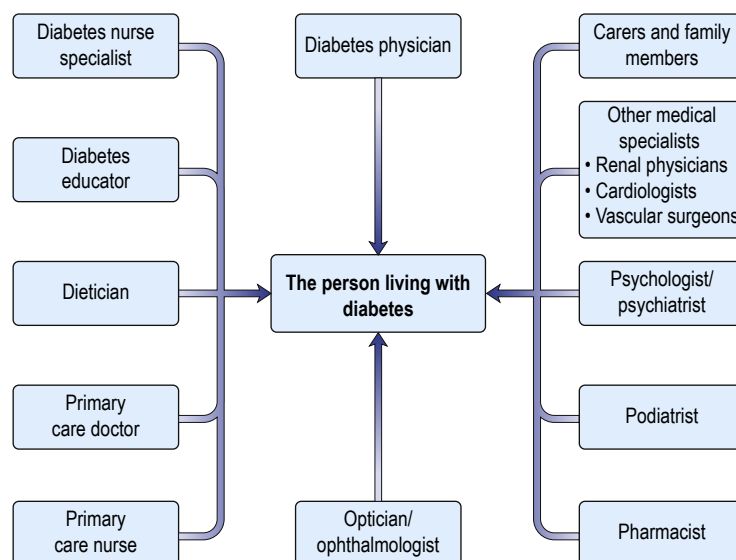 Diabetes nurse
specialist
Diabetes
educator
Dietician
Primary
care doctor
Primary
care nurse
Diabetes physician
The person living with
diabetes
Optician/
ophthalmologist
Carers and family
members
Other medical
specialists
• Renal physicians
• Cardiologists
• Vascular surgeons
Psychologist/
psychiatrist
Podiatrist
Pharmacist